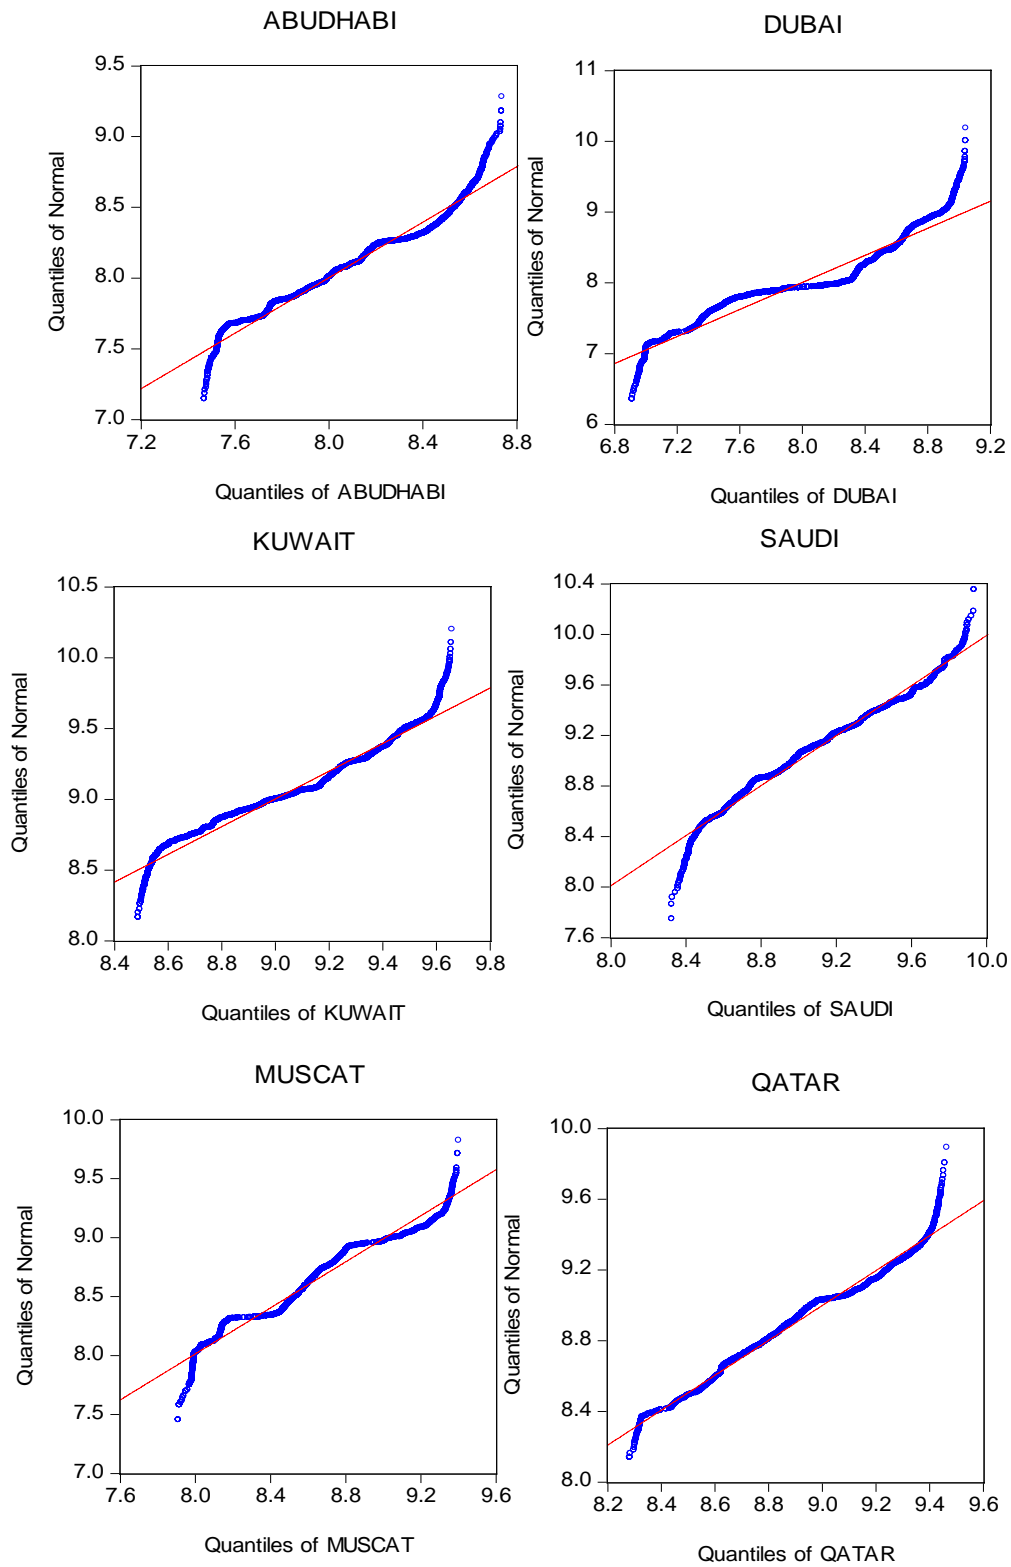 ABUDHABI
9.5
9.0
8.5
8.0
7.5
7.0
7.2 7.6 8.0 8.4 8.8
Quantiles of Normal
Quantiles of ABUDHABI
DUBAI
11
10
9
8
7
6
6.8 7.2 7.6 8.0 8.4 8.8 9.2
Quantiles of Normal
Quantiles of DUBAI
KUWAIT
10.5
10.0
9.5
9.0
8.5
8.0
8.4 8.6 8.8 9.0 9.2 9.4 9.6 9.8
Quantiles of Normal
Quantiles of KUWAIT
SAUDI
10.4
10.0
9.6
9.2
8.8
8.4
8.0
7.6
8.0 8.4 8.8 9.2 9.6 10.0
Quantiles of Normal
Quantiles of SAUDI
MUSCAT
10.0
9.5
9.0
8.5
8.0
7.5
7.0
7.6 8.0 8.4 8.8 9.2 9.6
Quantiles of Normal
Quantiles of MUSCAT
QATAR
10.0
9.6
9.2
8.8
8.4
8.0
8.2 8.4 8.6 8.8 9.0 9.2 9.4 9.6
Quantiles of Normal
Quantiles of QATAR